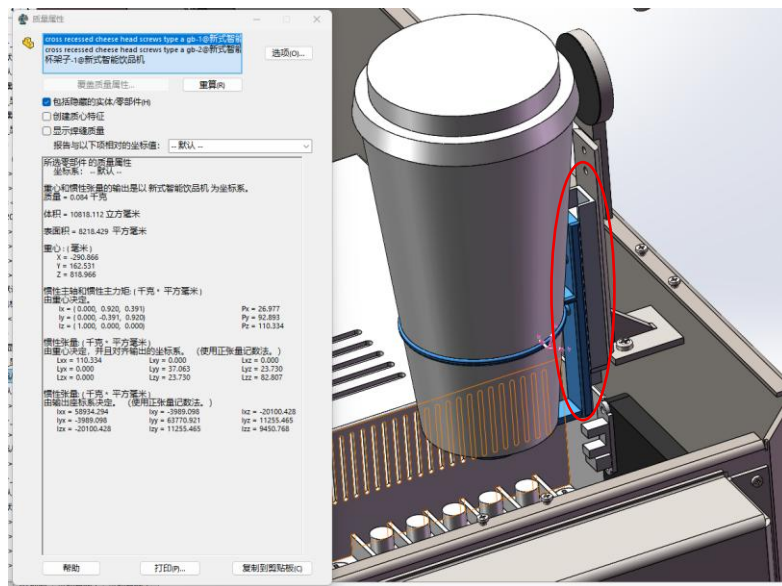 质量属性
cross recessed cheese head screws type a gb-1@新式智能
cross recessed cheese head screws type a gb-2@新式智能
杯架子-1@新式智能饮品机
选项(O)...
覆盖质量属性...
重算(R)
包括隐藏的实体/零部件(H)
创建质心特征
显示焊缝质量
报告与以下项相对的坐标值：
-- 默认 --
所选零部件 的质量属性
坐标系： -- 默认 --
重心和惯性张量的输出是以 新式智能饮品机 为坐标系。
质量 = 0.084 千克
体积 = 10818.112 立方毫米
表面积 = 8218.429 平方毫米
重心 : ( 毫米 )
X = -290.866
Y = 162.531
Z = 818.966
惯性主轴和惯性主力矩: ( 千克 * 平方毫米 )
由重心决定。
Ix = ( 0.000, 0.920, 0.391) Px = 26.977
Iy = ( 0.000, -0.391, 0.920) Py = 92.893
Iz = ( 1.000, 0.000, 0.000) Pz = 110.334
惯性张量: ( 千克 * 平方毫米 )
由重心决定，并且对齐输出的坐标系。 （使用正张量记数法。）
Lxx = 110.334 Lxy = 0.000 Lxz = 0.000
Lyx = 0.000 Lyy = 37.063 Lyz = 23.730
Lzx = 0.000 Lzy = 23.730 Lzz = 82.807
惯性张量: ( 千克 * 平方毫米 )
由输出座标系决定。 （使用正张量记数法。）
Ixx = 58934.294 Ixy = -3989.098 Ixz = -20100.428
Iyx = -3989.098 Iyy = 63770.921 Iyz = 11255.465
Izx = -20100.428 Izy = 11255.465 Izz = 9450.768
帮助
打印(P)...
复制到剪贴板(C)